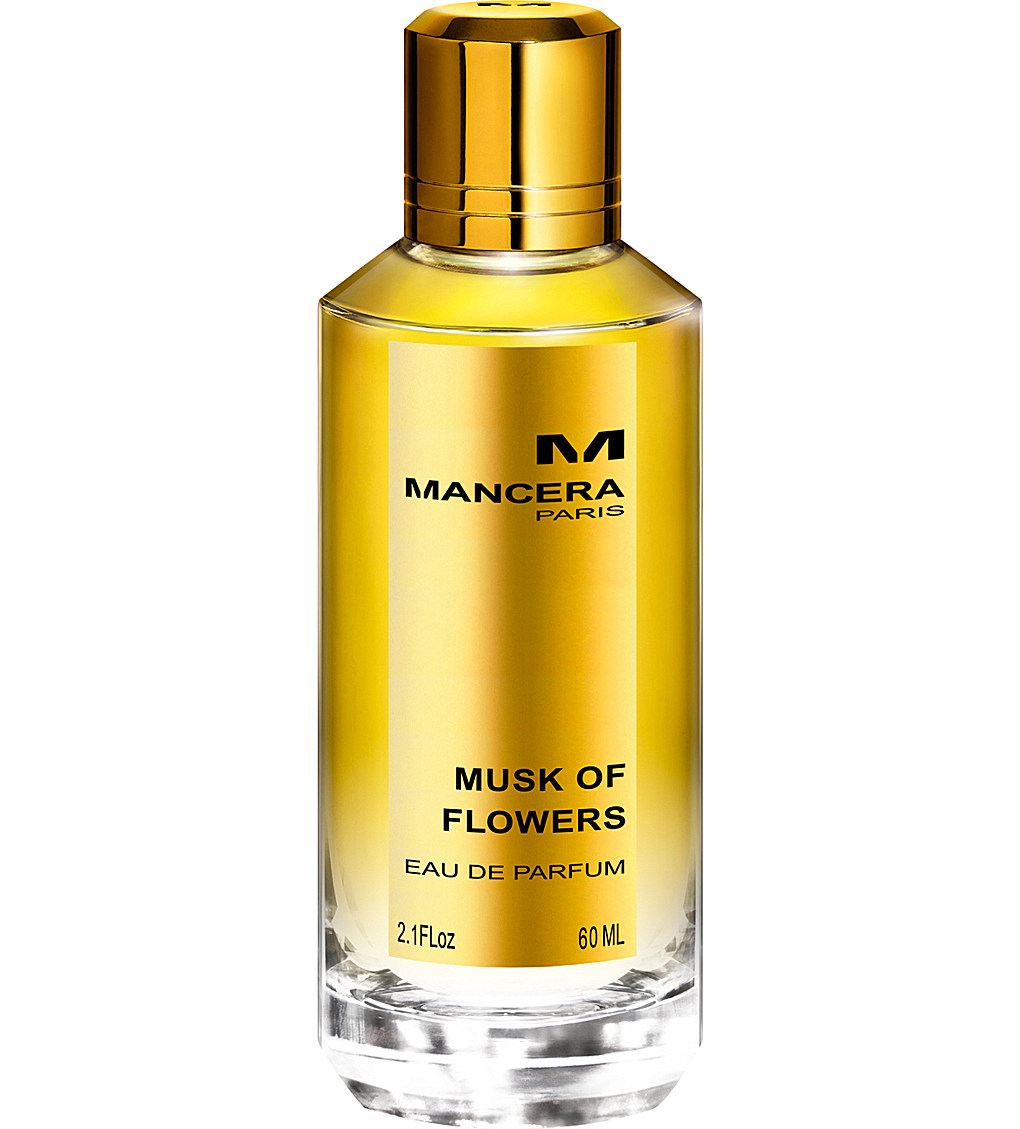 M
MANCERA
PARIS
MUSK OF
FLOWERS
EAU DE PARFUM
2.1FLoz 60 ML